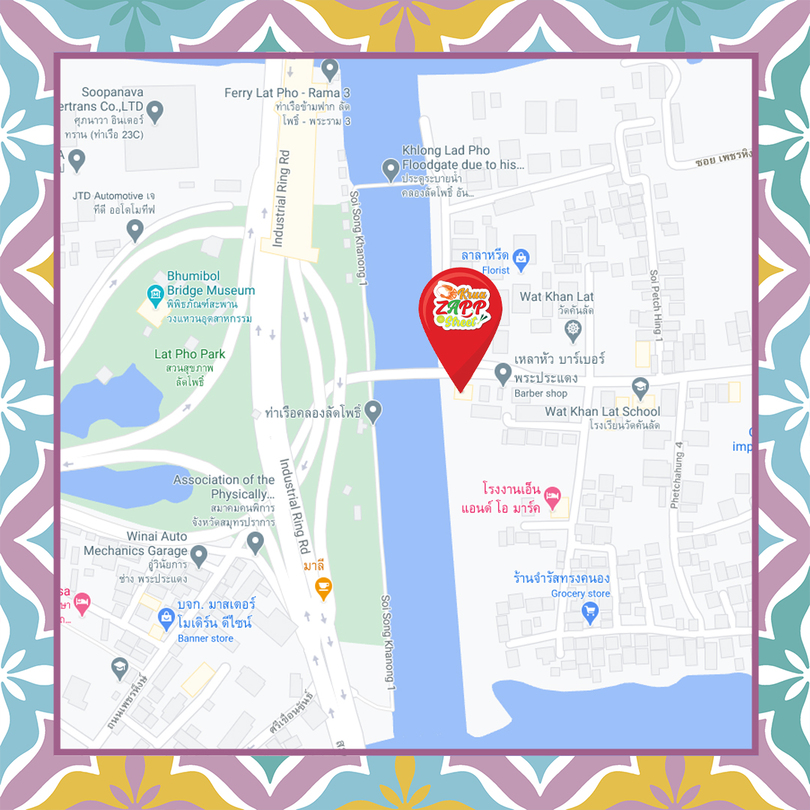 Soopanava
ertrans Co.,LTD
ศุภนาวา อินเตอร์
ทราน (ท่าเรือ 23C)
Ferry Lat Pho - Rama 3
ท่าเรือข้ามฟาก ลัด
โพธิ์ - พระราม 3
Khlong Lad Pho
Floodgate due to his...
ประตูระบายน้ำ
คลองลัดโพธิ์ อัน...
ซอย เพชรหึง
JTD Automotive เจ
ทีดี ออโตโมทีฟ
Industrial Ring Rd
Soi Song Khanong 1
ลาลาหรีด
Florist
Bhumibol
Bridge Museum
พิพิธภัณฑ์สะพาน
วงแหวนอุตสาหกรรม
Krua
ZAPP
Shout
Wat Khan Lat
วัดคันลัด
Soi Petch Hing 1
Lat Pho Park
สวนสุขภาพ
ลัดโพธิ์
เหลาหัว บาร์เบอร์
พระประแดง
Barber shop
ท่าเรือคลองลัดโพธิ์
Wat Khan Lat School
โรงเรียนวัดคันลัด
imp
Phetchahung 4
Association of the
Physically...
สมาคมคนพิการ
จังหวัดสมุทรปราการ
Industrial Ring Rd
โรงงานเอ็น
แอนด์ โอ มาร์ค
Winai Auto
Mechanics Garage
อู่วินัยการ
ช่าง พระประแดง
มาลี
ร้านจำรัสทรงคนอง
Grocery store
sa
บจก. มาสเตอร์
โมเดิร์น ดีไซน์
Banner store
Soi Song Khanong 1
ถนนเพชรหึงษ์
ศรีเขื่อนขันธ์